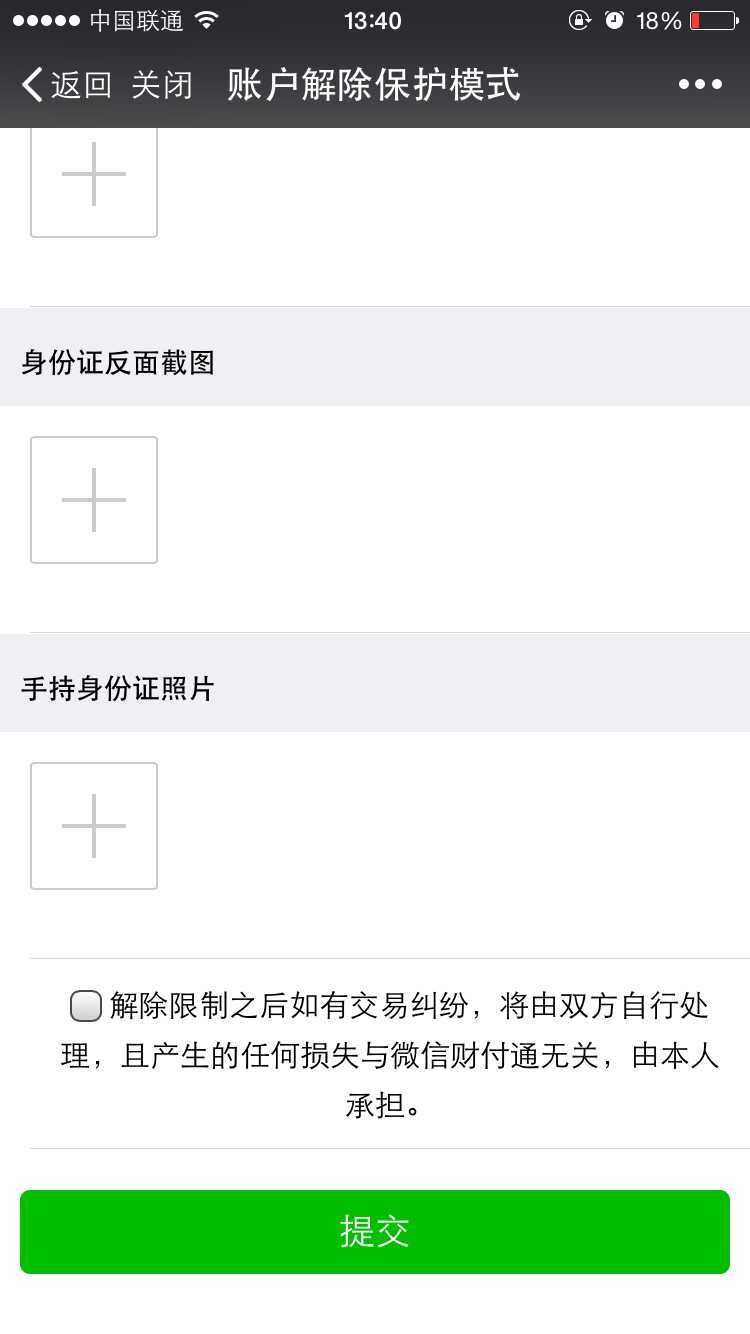 中国联通 13:40 18%
返回 关闭 账户解除保护模式
身份证反面截图
手持身份证照片
解除限制之后如有交易纠纷，将由双方自行处
理，且产生的任何损失与微信财付通无关，由本人
承担。
提交